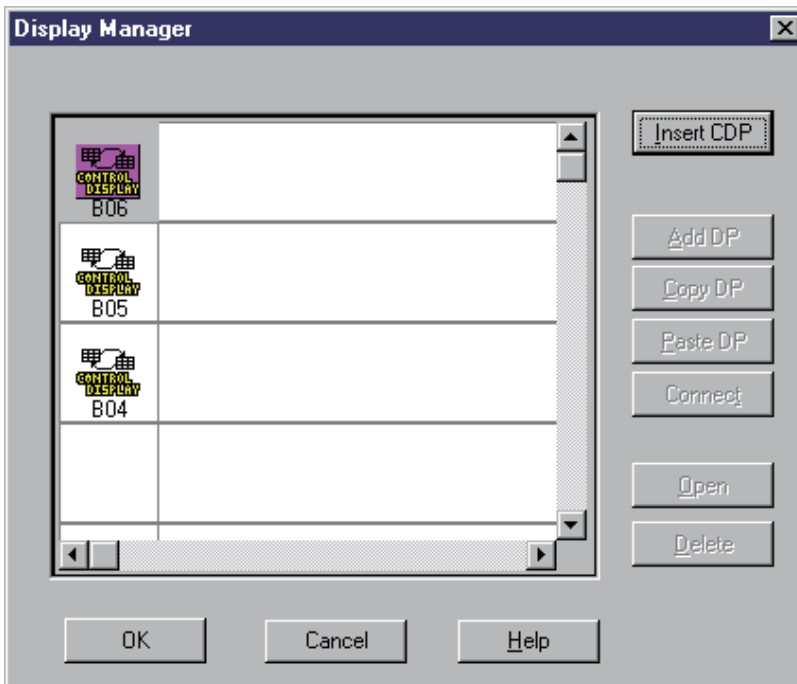 Display Manager
Insert CDP
CONTROL
DISPLAY
B06
Add DP
CONTROL
DISPLAY
B05
Copy DP
Paste DP
CONTROL
DISPLAY
B04
Connect
Open
Delete
OK
Cancel
Help